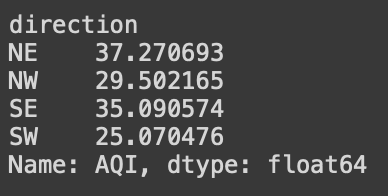 direction
NE    37.270693
NW    29.502165
SE    35.090574
SW    25.070476
Name: AQI, dtype: float64